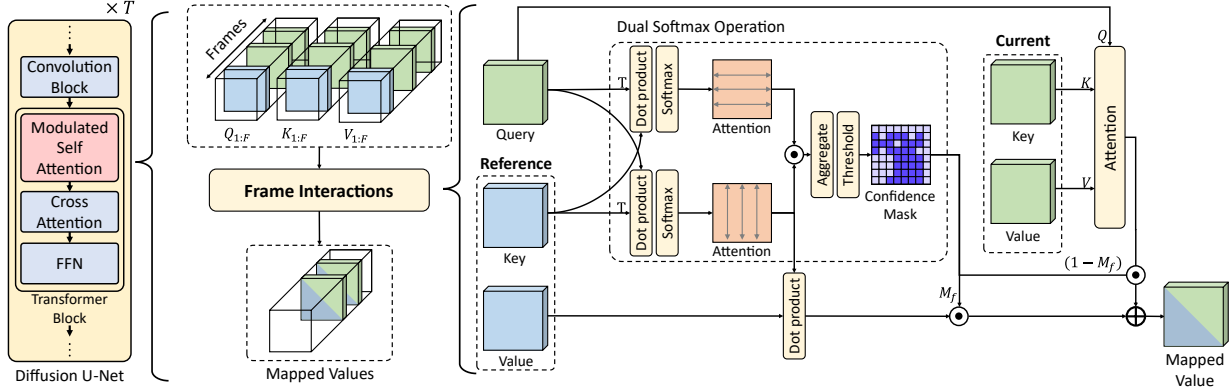 × T
⋮
Convolution
Block
Modulated
Self
Attention
Cross
Attention
FFN
Transformer
Block
⋮
Diffusion U-Net
Frames
Q1:F
K1:F
V1:F
Frame Interactions
Mapped Values
Query
Reference
Key
Value
Dual Softmax Operation
T
Dot product
Softmax
Attention
T
Dot product
Softmax
Attention
Aggregate
Threshold
Confidence
Mask
Dot product
Mf
Current
Key
Value
Q
K
V
Attention
(1 − Mf)
Mapped
Value